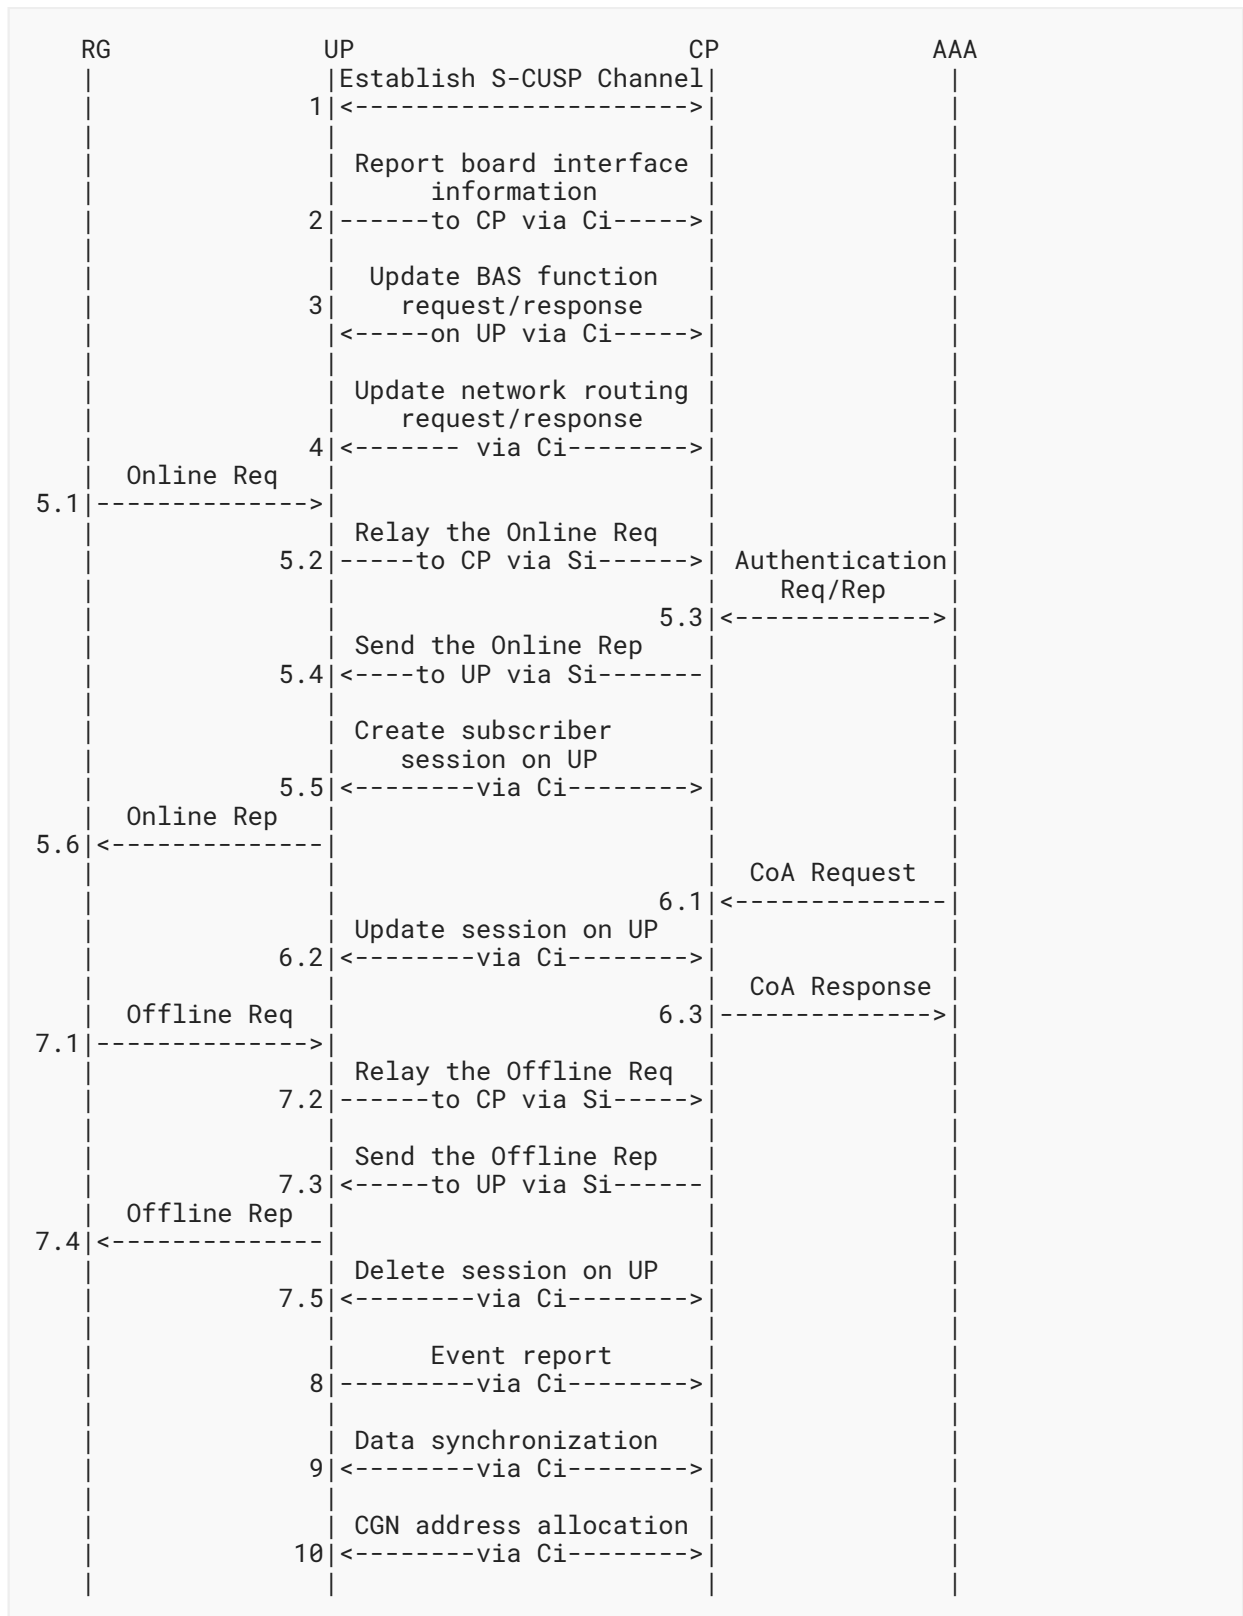 RG UP CP AAA
|Establish S-CUSP Channel|
1|<---------------------->|
Report board interface
information
2|------to CP via Ci----->|
Update BAS function
3| request/response
|<-----on UP via Ci----->|
Update network routing
request/response
4|<------- via Ci-------->|
Online Req
5.1|-------------->|
Relay the Online Req
5.2|-----to CP via Si------>| Authentication|
Req/Rep
5.3|<------------->|
Send the Online Rep
5.4|<----to UP via Si-------|
Create subscriber
session on UP
5.5|<--------via Ci-------->|
Online Rep
5.6|<--------------|
CoA Request
6.1|<--------------|
Update session on UP
6.2|<--------via Ci-------->|
CoA Response
Offline Req 6.3|-------------->|
7.1|-------------->|
Relay the Offline Req
7.2|------to CP via Si----->|
Send the Offline Rep
7.3|<-----to UP via Si------|
Offline Rep
7.4|<--------------|
Delete session on UP
7.5|<--------via Ci-------->|
Event report
8|---------via Ci-------->|
Data synchronization
9|<--------via Ci-------->|
CGN address allocation
10|<--------via Ci-------->|